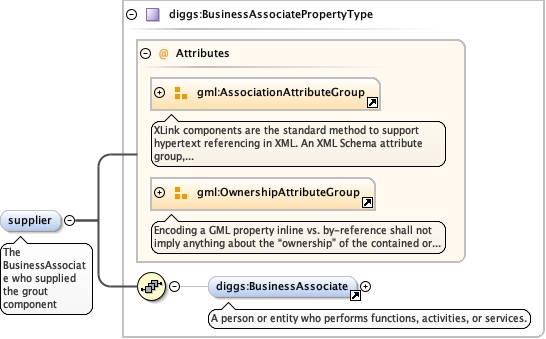 diggs:BusinessAssociatePropertyType
@ Attributes
gml:AssociationAttributeGroup
XLink components are the standard method to support
hypertext referencing in XML. An XML Schema attribute
group,...
gml:OwnershipAttributeGroup
Encoding a GML property inline vs. by-reference shall not
imply anything about the “ownership” of the contained or...
supplier
The
BusinessAssociat
e who supplied
the grout
component
diggs:BusinessAssociate
A person or entity who performs functions, activities, or services.